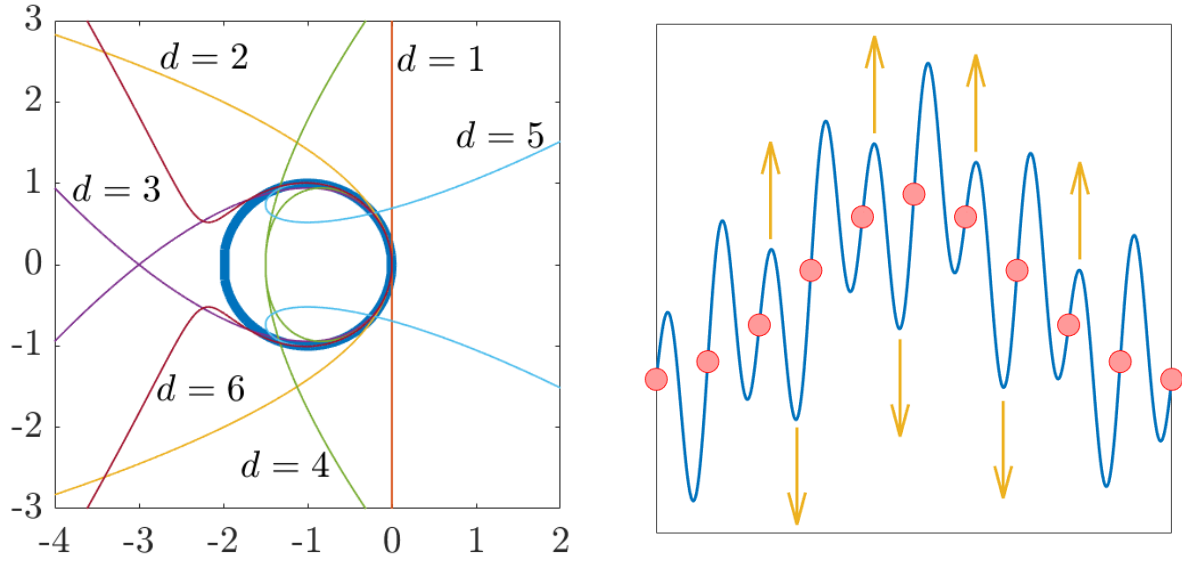 3
d = 2
d = 1
2
d = 5
1
d = 3
0
-1
d = 6
-2
d = 4
-3
-4 -3 -2 -1 0 1 2